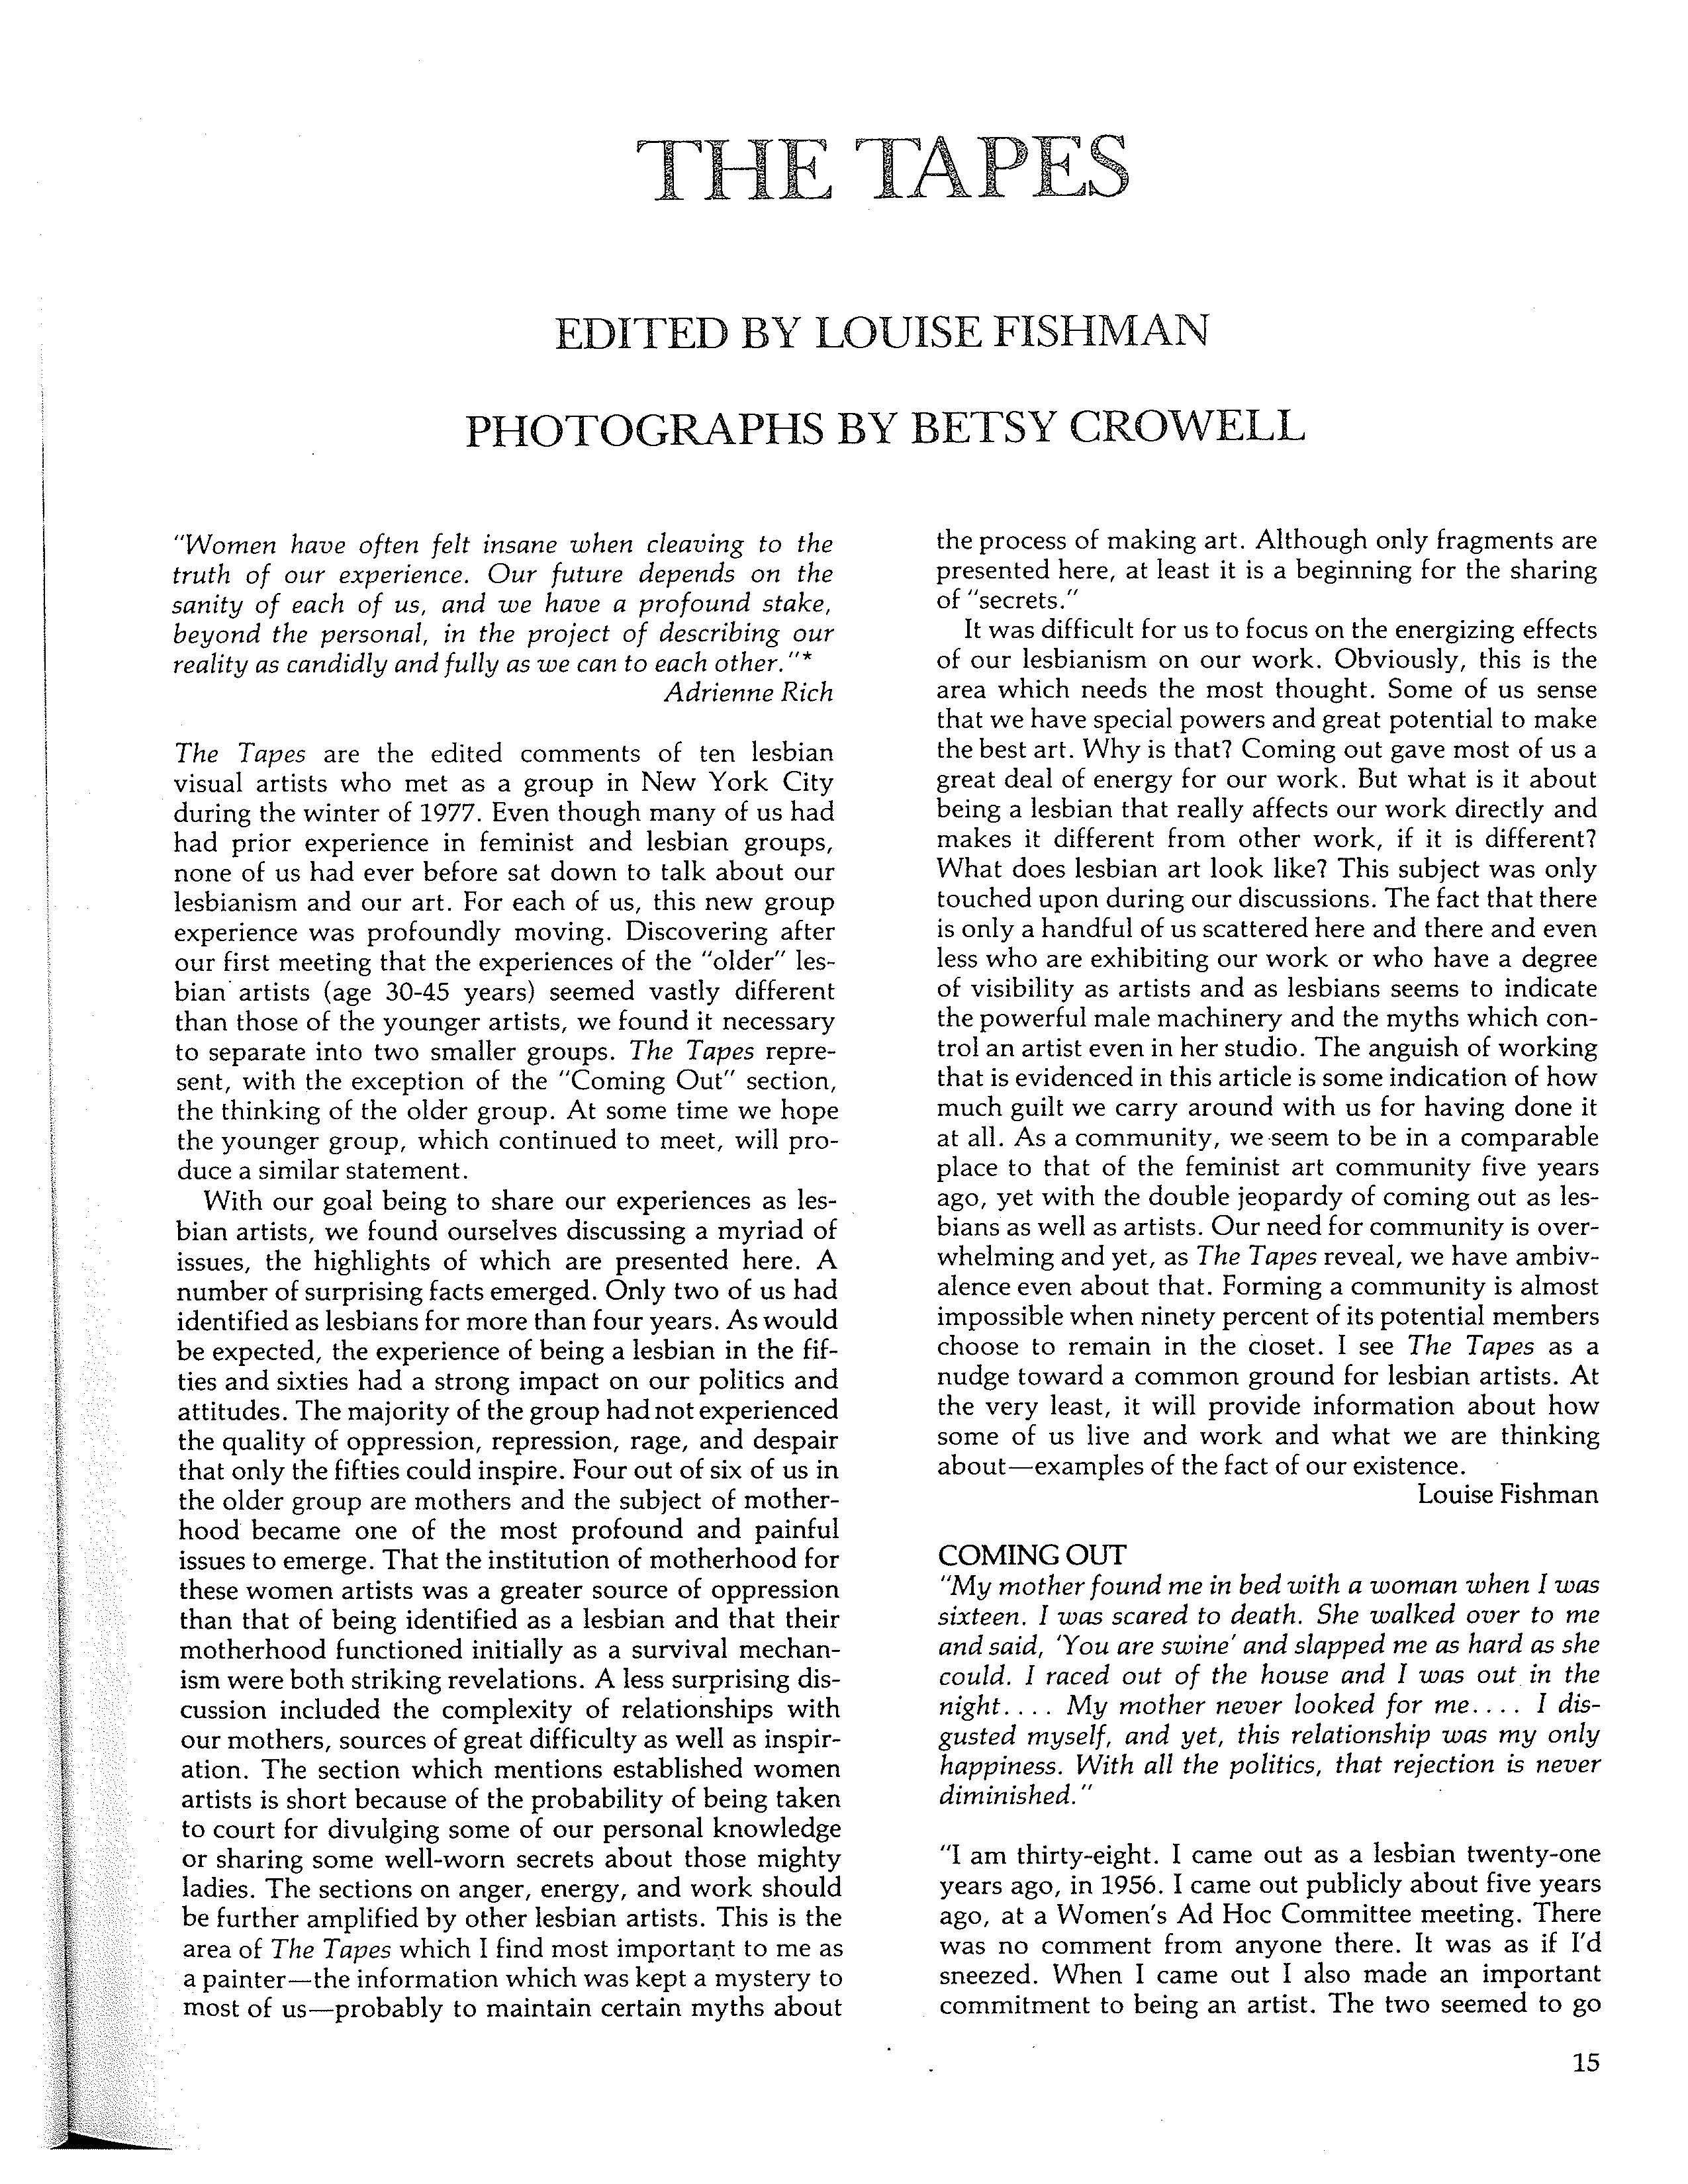 THE TAPES
EDITED BY LOUISE FISHMAN
PHOTOGRAPHS BY BETSY CROWELL
"Women have often felt insane when cleaving to the
truth of our experience. Our future depends on the
sanity of each of us, and we have a profound stake,
beyond the personal, in the project of describing our
reality as candidly and fully as we can to each other."*
Adrienne Rich
The Tapes are the edited comments of ten lesbian
visual artists who met as a group in New York City
during the winter of 1977. Even though many of us had
had prior experience in feminist and lesbian groups,
none of us had ever before sat down to talk about our
lesbianism and our art. For each of us, this new group
experience was profoundly moving. Discovering after
our first meeting that the experiences of the "older" les-
bian artists (age 30-45 years) seemed vastly different
than those of the younger artists, we found it necessary
to separate into two smaller groups. The Tapes repre-
sent, with the exception of the "Coming Out" section,
the thinking of the older group. At some time we hope
the younger group, which continued to meet, will pro-
duce a similar statement.
With our goal being to share our experiences as les-
bian artists, we found ourselves discussing a myriad of
issues, the highlights of which are presented here. A
number of surprising facts emerged. Only two of us had
identified as lesbians for more than four years. As would
be expected, the experience of being a lesbian in the fif-
ties and sixties had a strong impact on our politics and
attitudes. The majority of the group had not experienced
the quality of oppression, repression, rage, and despair
that only the fifties could inspire. Four out of six of us in
the older group are mothers and the subject of mother-
hood became one of the most profound and painful
issues to emerge. That the institution of motherhood for
these women artists was a greater source of oppression
than that of being identified as a lesbian and that their
motherhood functioned initially as a survival mechan-
ism were both striking revelations. A less surprising dis-
cussion included the complexity of relationships with
our mothers, sources of great difficulty as well as inspir-
ation. The section which mentions established women
artists is short because of the probability of being taken
to court for divulging some of our personal knowledge
or sharing some well-worn secrets about those mighty
ladies. The sections on anger, energy, and work should
be further amplified by other lesbian artists. This is the
area of The Tapes which I find most important to me as
a painter—the information which was kept a mystery to
most of us—probably to maintain certain myths about
the process of making art. Although only fragments are
presented here, at least it is a beginning for the sharing
of "secrets."
It was difficult for us to focus on the energizing effects
of our lesbianism on our work. Obviously, this is the
area which needs the most thought. Some of us sense
that we have special powers and great potential to make
the best art. Why is that? Coming out gave most of us a
great deal of energy for our work. But what is it about
being a lesbian that really affects our work directly and
makes it different from other work, if it is different?
What does lesbian art look like? This subject was only
touched upon during our discussions. The fact that there
is only a handful of us scattered here and there and even
less who are exhibiting our work or who have a degree
of visibility as artists and as lesbians seems to indicate
the powerful male machinery and the myths which con-
trol an artist even in her studio. The anguish of working
that is evidenced in this article is some indication of how
much guilt we carry around with us for having done it
at all. As a community, we seem to be in a comparable
place to that of the feminist art community five years
ago, yet with the double jeopardy of coming out as les-
bians as well as artists. Our need for community is over-
whelming and yet, as The Tapes reveal, we have ambiv-
alence even about that. Forming a community is almost
impossible when ninety percent of its potential members
choose to remain in the closet. I see The Tapes as a
nudge toward a common ground for lesbian artists. At
the very least, it will provide information about how
some of us live and work and what we are thinking
about—examples of the fact of our existence.
Louise Fishman
COMING OUT
"My mother found me in bed with a woman when I was
sixteen. I was scared to death. She walked over to me
and said, 'You are swine' and slapped me as hard as she
could. I raced out of the house and I was out in the
night.... My mother never looked for me.... I dis-
gusted myself, and yet, this relationship was my only
happiness. With all the politics, that rejection is never
diminished."
"I am thirty-eight. I came out as a lesbian twenty-one
years ago, in 1956. I came out publicly about five years
ago, at a Women's Ad Hoc Committee meeting. There
was no comment from anyone there. It was as if I'd
sneezed. When I came out I also made an important
commitment to being an artist. The two seemed to go
15